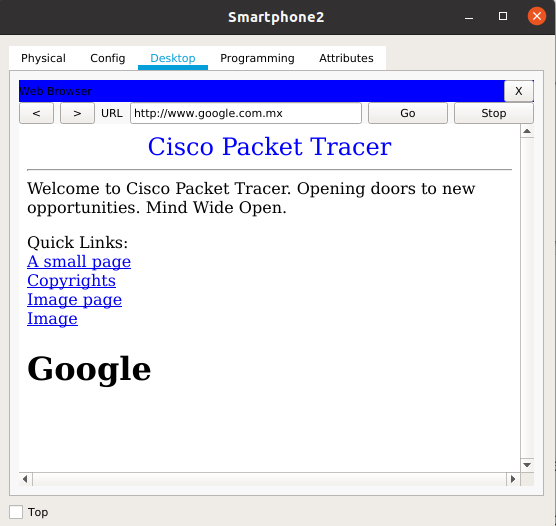 Smartphone2
Physical Config Desktop Programming Attributes
Web Browser X
< > URL http://www.google.com.mx Go Stop
Cisco Packet Tracer
Welcome to Cisco Packet Tracer. Opening doors to new
opportunities. Mind Wide Open.
Quick Links:
A small page
Copyrights
Image page
Image
Google
Top